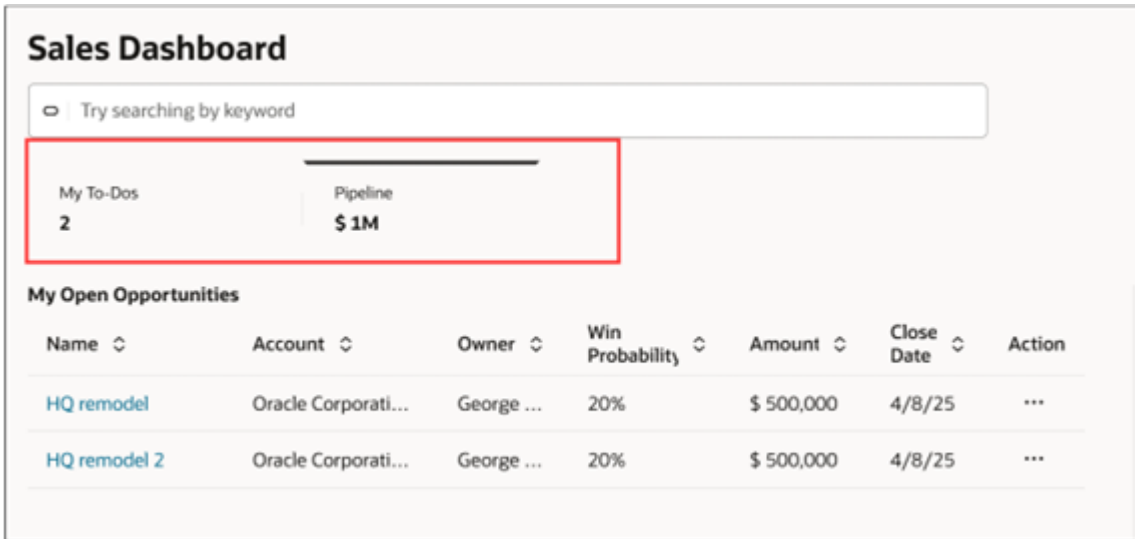 Sales Dashboard
Try searching by keyword
My To-Dos Pipeline
2 $ 1M
My Open Opportunities
Name Account Owner Win Probability Amount Close Date Action
HQ remodel Oracle Corporati... George ... 20% $ 500,000 4/8/25 ...
HQ remodel 2 Oracle Corporati... George ... 20% $ 500,000 4/8/25 ...